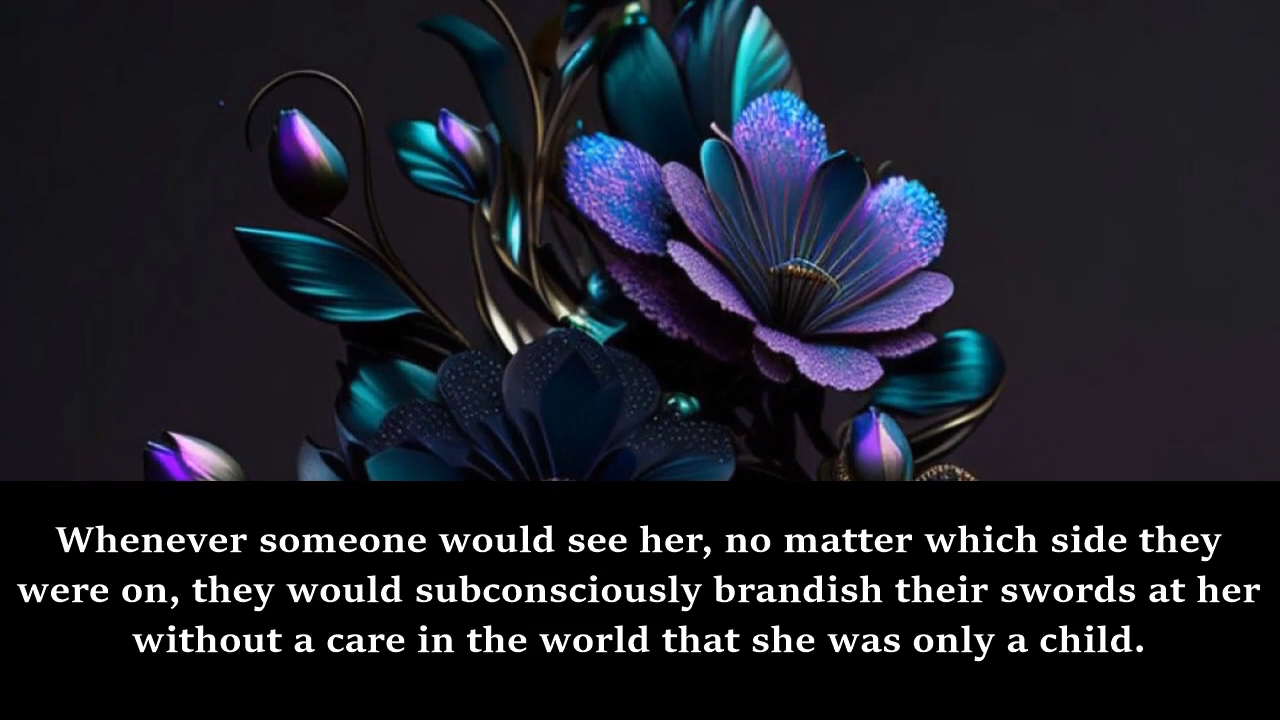 Whenever someone would see her, no matter which side they
were on, they would subconsciously brandish their swords at her
without a care in the world that she was only a child.